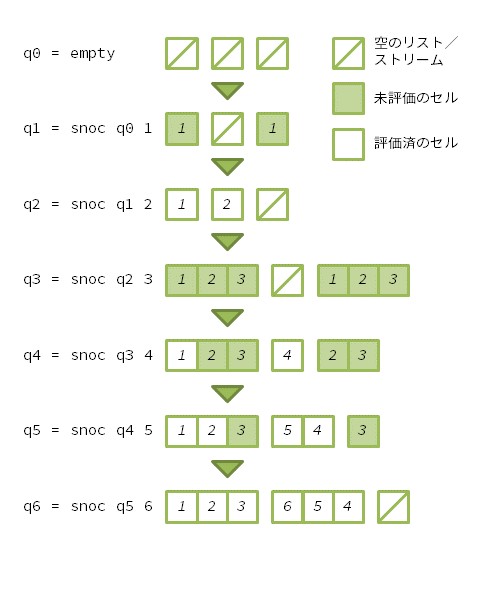 q0 = empty
空のリスト／
ストリーム
未評価のセル
q1 = snoc q0 1
1
1
評価済のセル
q2 = snoc q1 2
1
2
q3 = snoc q2 3
1 2 3
1 2 3
q4 = snoc q3 4
1 2 3
4
2 3
q5 = snoc q4 5
1 2 3
5 4
3
q6 = snoc q5 6
1 2 3
6 5 4